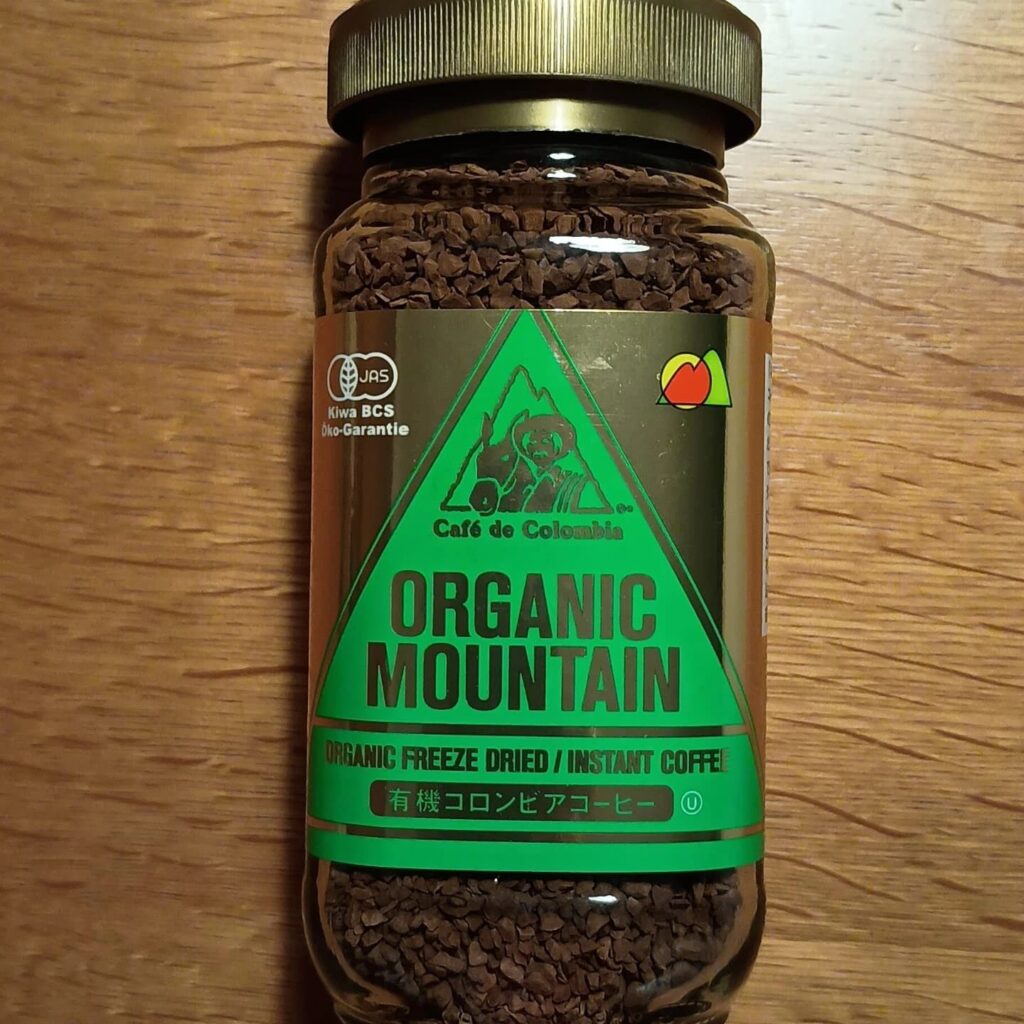 JAS
Kiwa BCS
Öko-Garantie
Café de Colombia
ORGANIC
MOUNTAIN
ORGANIC FREEZE DRIED / INSTANT COFFEE
有機コロンビアコーヒー U